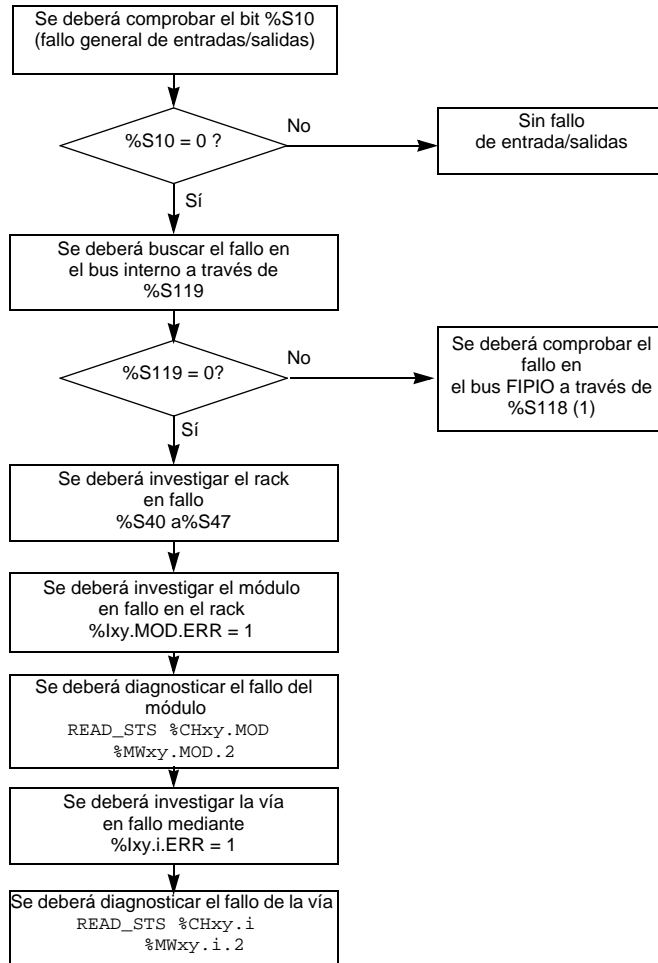 Se deberá comprobar el bit %S10
(fallo general de entradas/salidas)
%S10 = 0 ?
No
Sin fallo
de entrada/salidas
Sí
Se deberá buscar el fallo en
el bus interno a través de
%S119
%S119 = 0?
No
Se deberá comprobar el
fallo en
el bus FIPIO a través de
%S118 (1)
Sí
Se deberá investigar el rack
en fallo
%S40 a%S47
Se deberá investigar el módulo
en fallo en el rack
%Ixy.MOD.ERR = 1
Se deberá diagnosticar el fallo del
módulo
READ_STS %CHxy.MOD
%MWxy.MOD.2
Se deberá investigar la vía
en fallo mediante
%Ixy.i.ERR = 1
Se deberá diagnosticar el fallo de la vía
READ_STS %CHxy.i
%MWxy.i.2